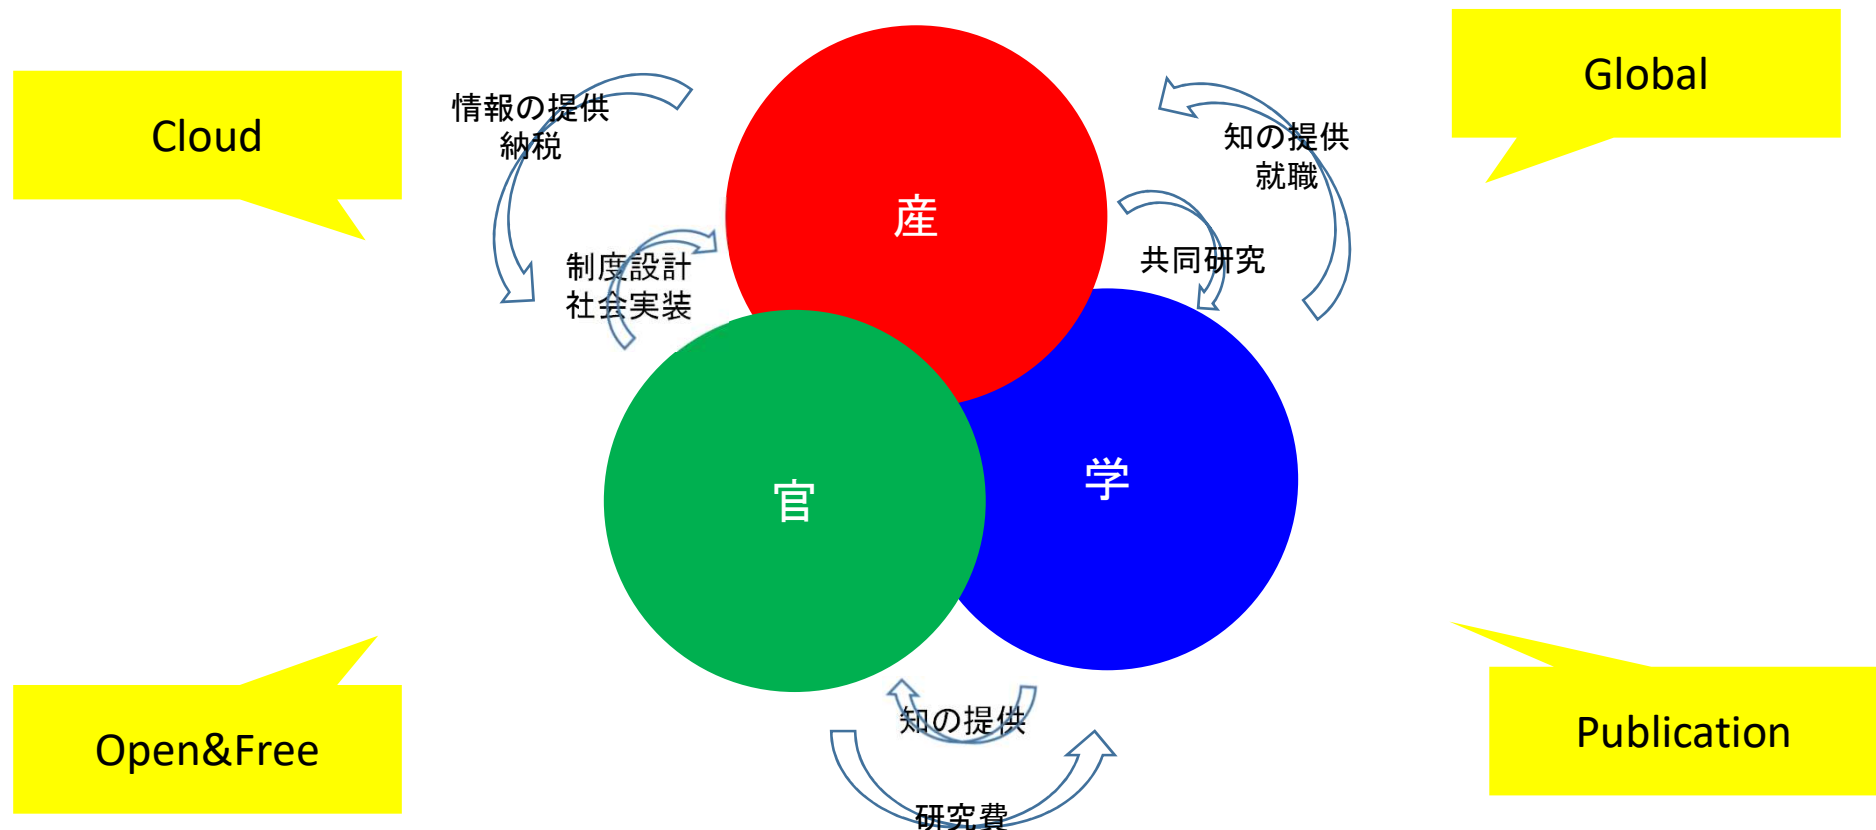 Global
Cloud
情報の提供
納税
知の提供
就職
産
制度設計
社会実装
共同研究
官
学
知の提供
研究費
Open&Free
Publication